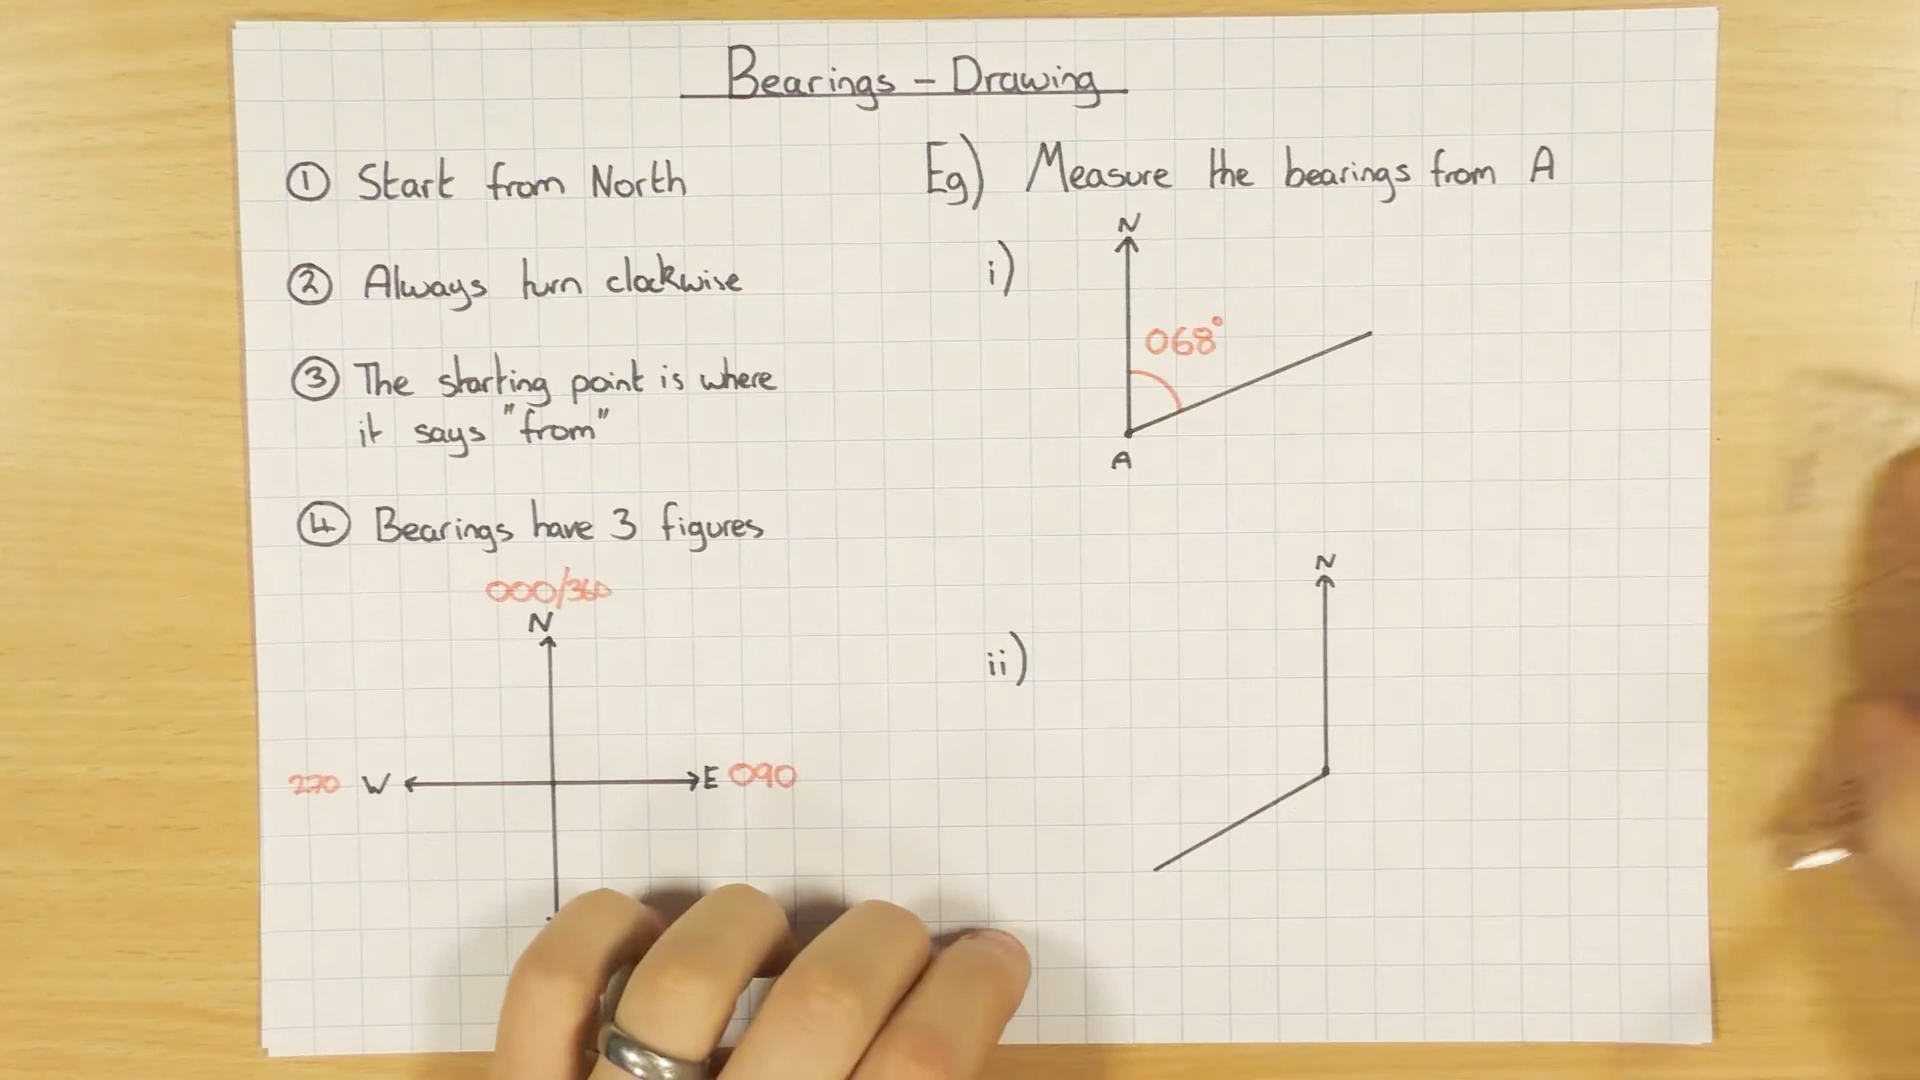 Bearings - Drawing
① Start from North
② Always turn clockwise
③ The starting point is where
it says "from"
④ Bearings have 3 figures
000/360
N
270 W E 090
Eg) Measure the bearings from A
i)
N
068°
A
ii)
N